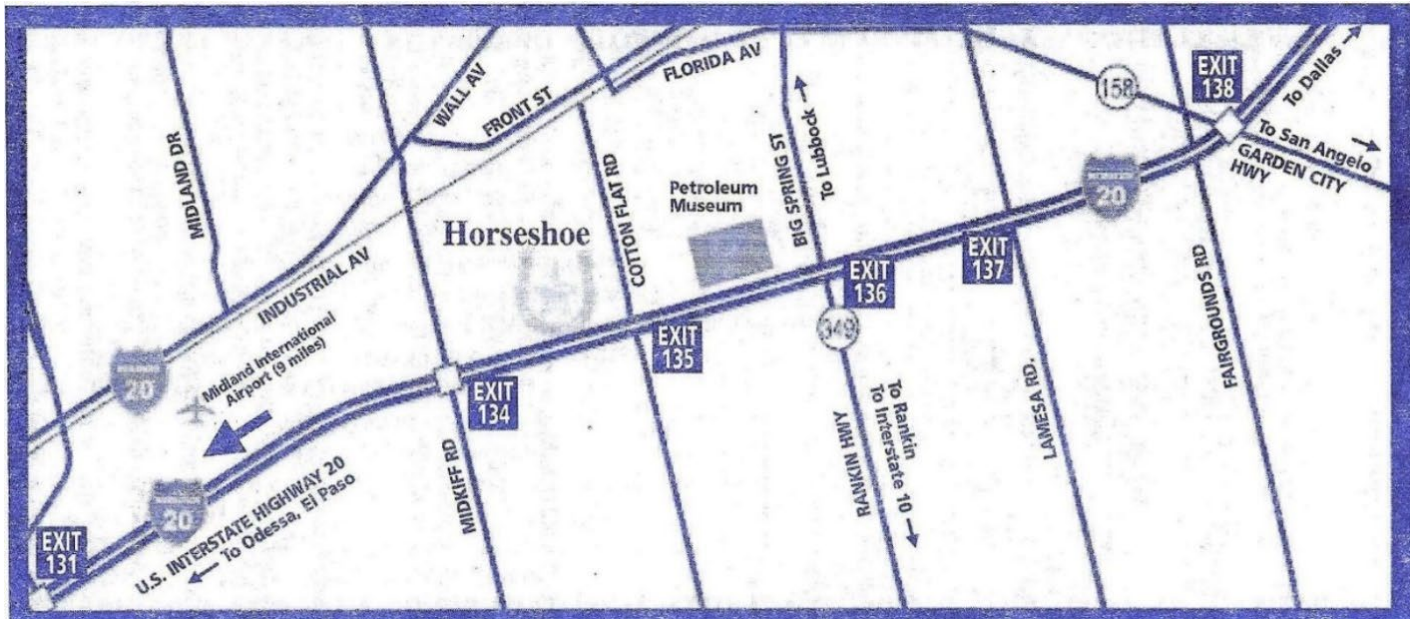 MIDLAND DR
WALL AV
FRONT ST
FLORIDA AV
INDUSTRIAL AV
Horseshoe
COTTON FLAT RD
Petroleum
Museum
BIG SPRING ST
To Lubbock
158
EXIT
138
To Dallas
To San Angelo
GARDEN CITY
HWY
20
EXIT
137
EXIT
136
349
EXIT
135
EXIT
134
20
Midland International
Airport (9 miles)
20
EXIT
131
U.S. INTERSTATE HIGHWAY 20
To Odessa, El Paso
MIDKIFF RD
RANKIN HWY
To Rankin
To Interstate 10
LAMESA RD.
FAIRGROUNDS RD